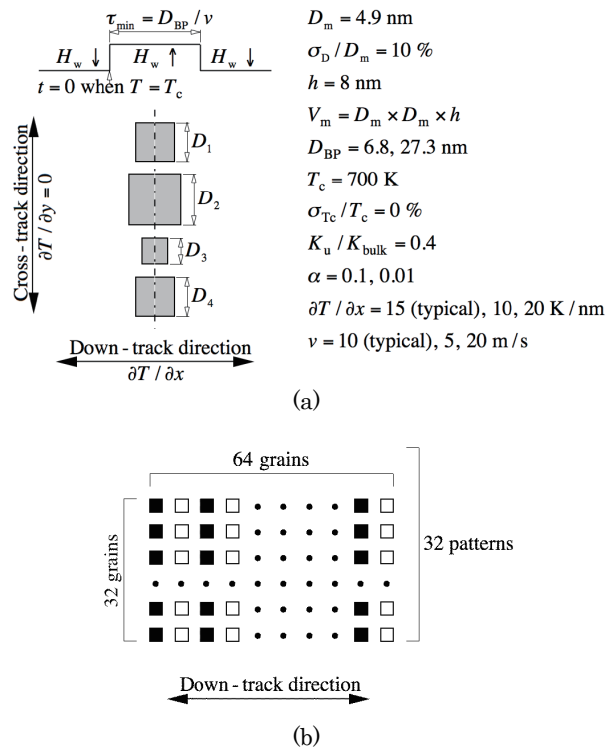 τmin = DBP / v
Hw ↓ Hw ↑ Hw ↓
t = 0 when T = Tc
D1
D2
D3
D4
Cross - track direction
∂T / ∂y = 0
Down - track direction
∂T / ∂x
Dm = 4.9 nm
σD / Dm = 10 %
h = 8 nm
Vm = Dm × Dm × h
DBP = 6.8, 27.3 nm
Tc = 700 K
σTc / Tc = 0 %
Ku / Kbulk = 0.4
α = 0.1, 0.01
∂T / ∂x = 15 (typical), 10, 20 K / nm
v = 10 (typical), 5, 20 m / s
(a)
64 grains
32 grains
32 patterns
Down - track direction
(b)